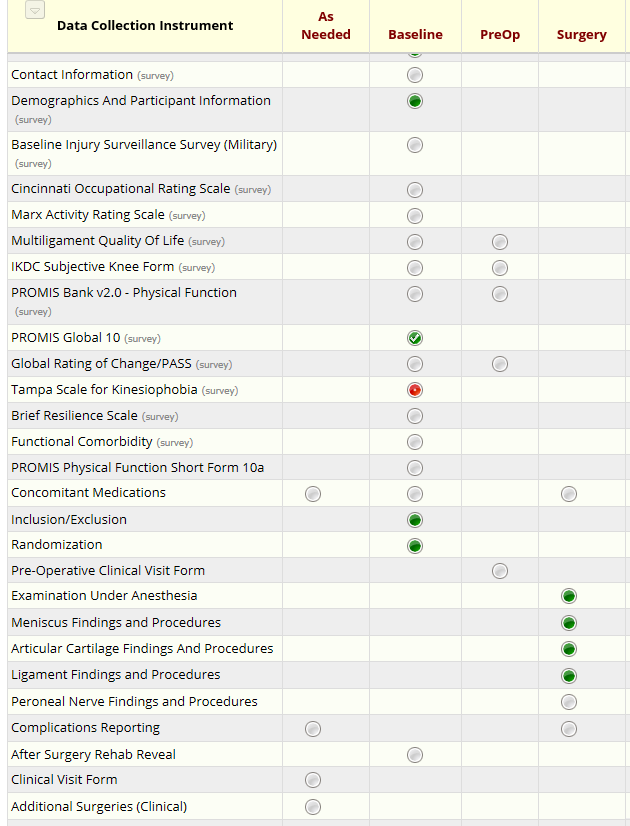 Data Collection Instrument
As
Needed
Baseline
PreOp
Surgery
Contact Information (survey)
Demographics And Participant Information
(survey)
Baseline Injury Surveillance Survey (Military)
(survey)
Cincinnati Occupational Rating Scale (survey)
Marx Activity Rating Scale (survey)
Multiligament Quality Of Life (survey)
IKDC Subjective Knee Form (survey)
PROMIS Bank v2.0 - Physical Function
(survey)
PROMIS Global 10 (survey)
Global Rating of Change/PASS (survey)
Tampa Scale for Kinesiophobia (survey)
Brief Resilience Scale (survey)
Functional Comorbidity (survey)
PROMIS Physical Function Short Form 10a
Concomitant Medications
Inclusion/Exclusion
Randomization
Pre-Operative Clinical Visit Form
Examination Under Anesthesia
Meniscus Findings and Procedures
Articular Cartilage Findings And Procedures
Ligament Findings and Procedures
Peroneal Nerve Findings and Procedures
Complications Reporting
After Surgery Rehab Reveal
Clinical Visit Form
Additional Surgeries (Clinical)